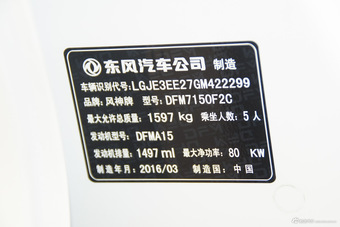 东风汽车公司 制造
车辆识别代号: LGJE3EE27GM422299
品牌: 风神牌 型号: DFM7150F2C
最大允许总质量: 1597 kg 乘坐人数: 5 人
发动机型号: DFMA15
发动机排量: 1497 ml 最大净功率: 80 KW
制造年月: 2016/03 制造国: 中国